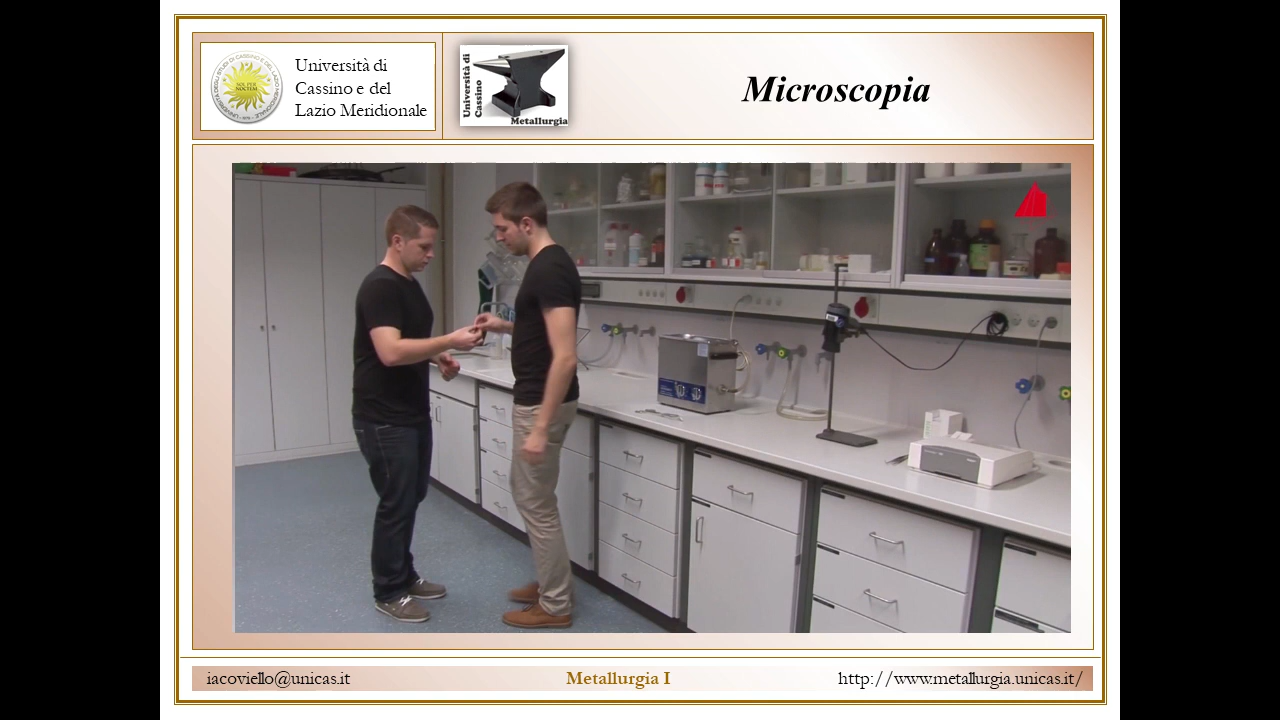 Università di
Cassino e del
Lazio Meridionale
Università di
Cassino
Metallurgia
Microscopia
iacoviello@unicas.it
Metallurgia I
http://www.metallurgia.unicas.it/